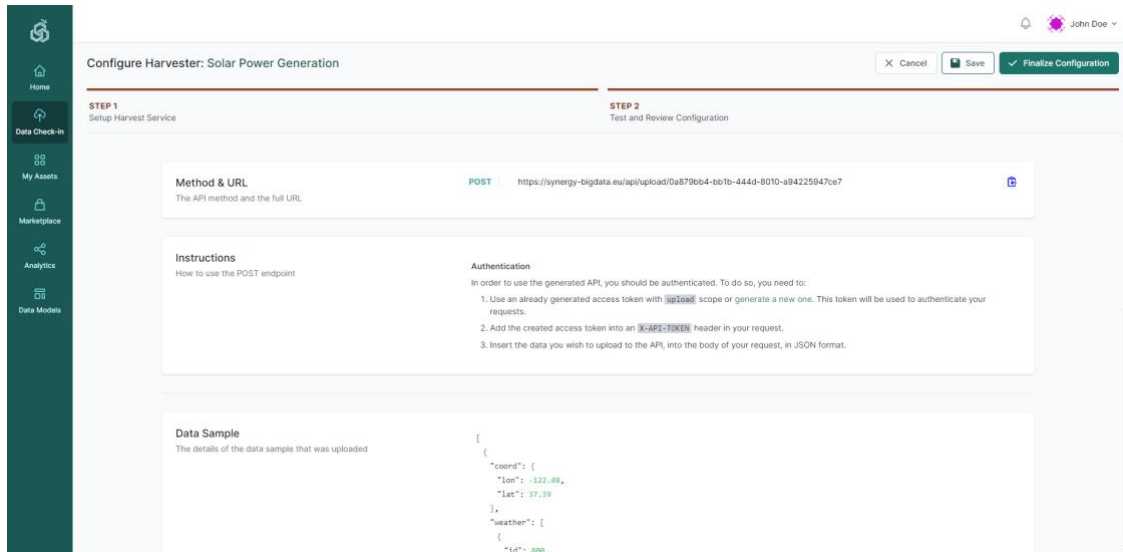 John Doe
Configure Harvester: Solar Power Generation
Cancel
Save
Finalize Configuration
Home
Data Check-in
My Assets
Marketplace
Analytics
Data Models
STEP 1
Setup Harvest Service
STEP 2
Test and Review Configuration
Method & URL
The API method and the full URL
POST https://synergy-bigdata.eu/api/upload/0a879bb4-bb1b-444d-8010-a94225947ce7
Instructions
How to use the POST endpoint
Authentication
In order to use the generated API, you should be authenticated. To do so, you need to:
1. Use an already generated access token with upload scope or generate a new one. This token will be used to authenticate your
requests.
2. Add the created access token into an X-API-TOKEN header in your request.
3. Insert the data you wish to upload to the API, into the body of your request, in JSON format.
Data Sample
The details of the data sample that was uploaded
[
{
"coord": {
"lon": -122.08,
"lat": 37.39
},
"weather": [
{
"id": 800,